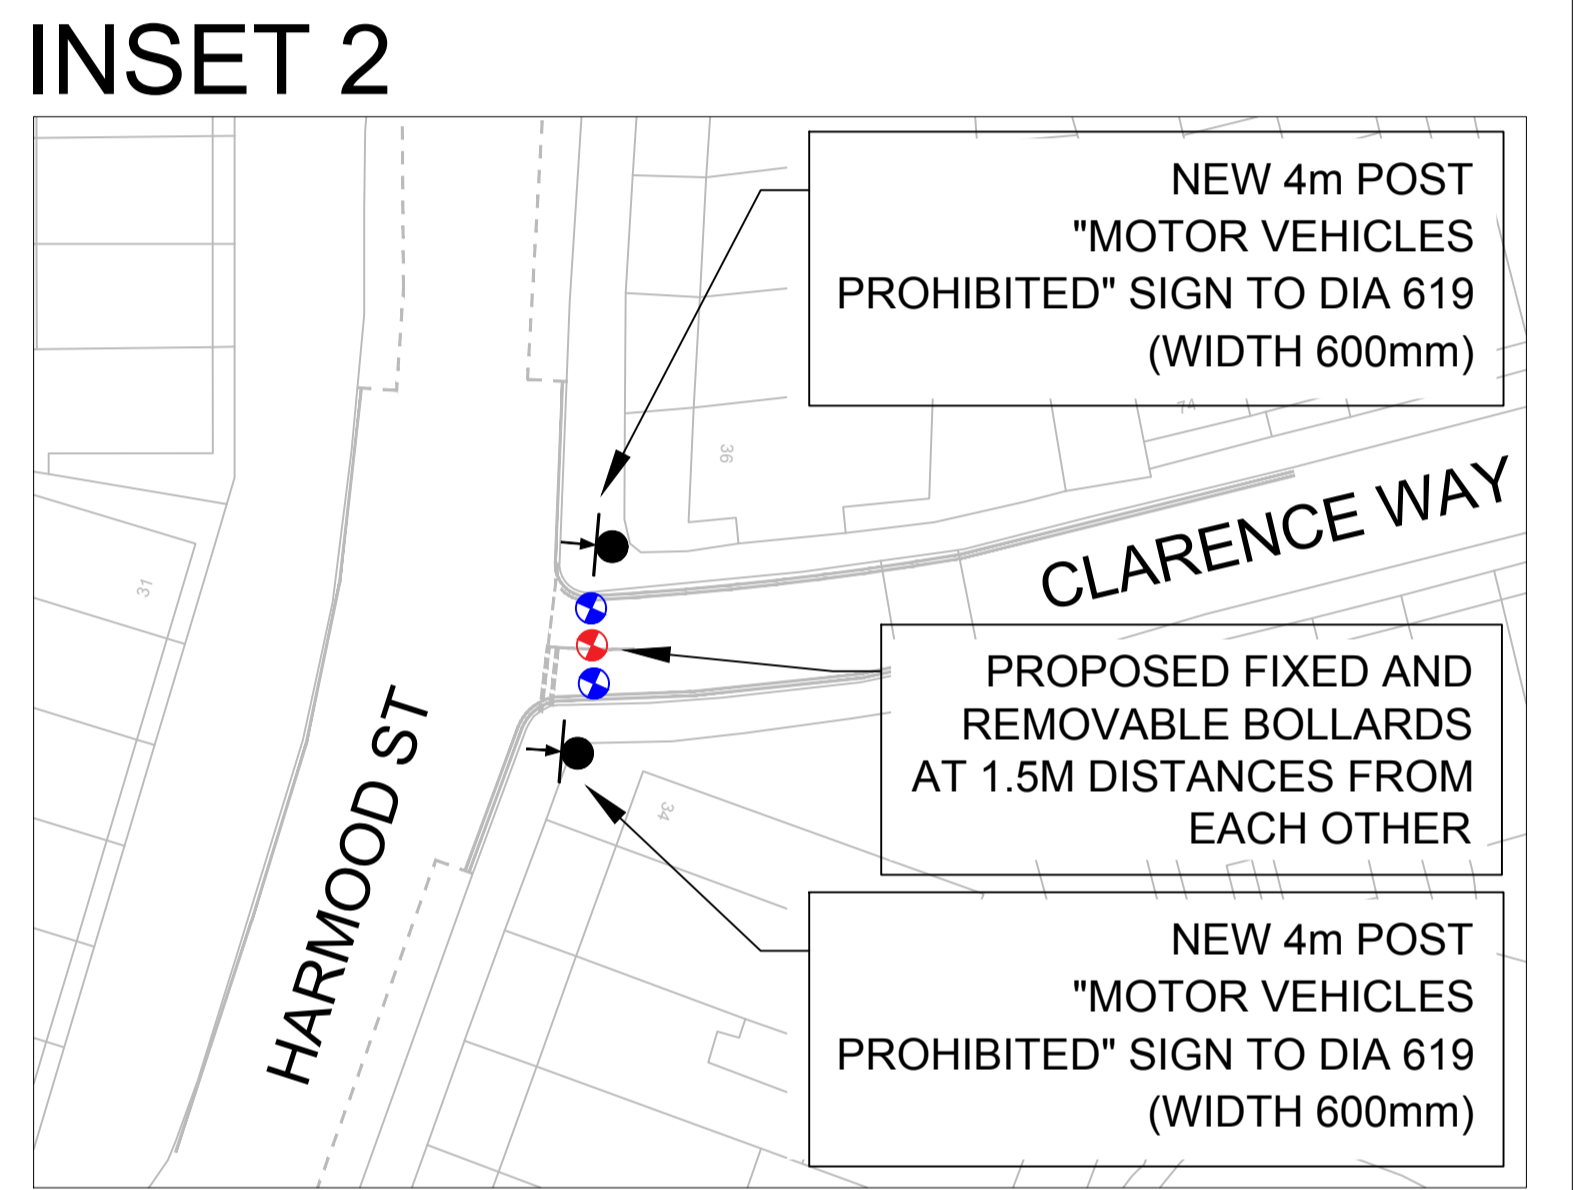 INSET 2
NEW 4m POST
"MOTOR VEHICLES
PROHIBITED" SIGN TO DIA 619
(WIDTH 600mm)
74
36
CLARENCE WAY
31
PROPOSED FIXED AND
REMOVABLE BOLLARDS
AT 1.5M DISTANCES FROM
EACH OTHER
HARMOOD ST
34
NEW 4m POST
"MOTOR VEHICLES
PROHIBITED" SIGN TO DIA 619
(WIDTH 600mm)